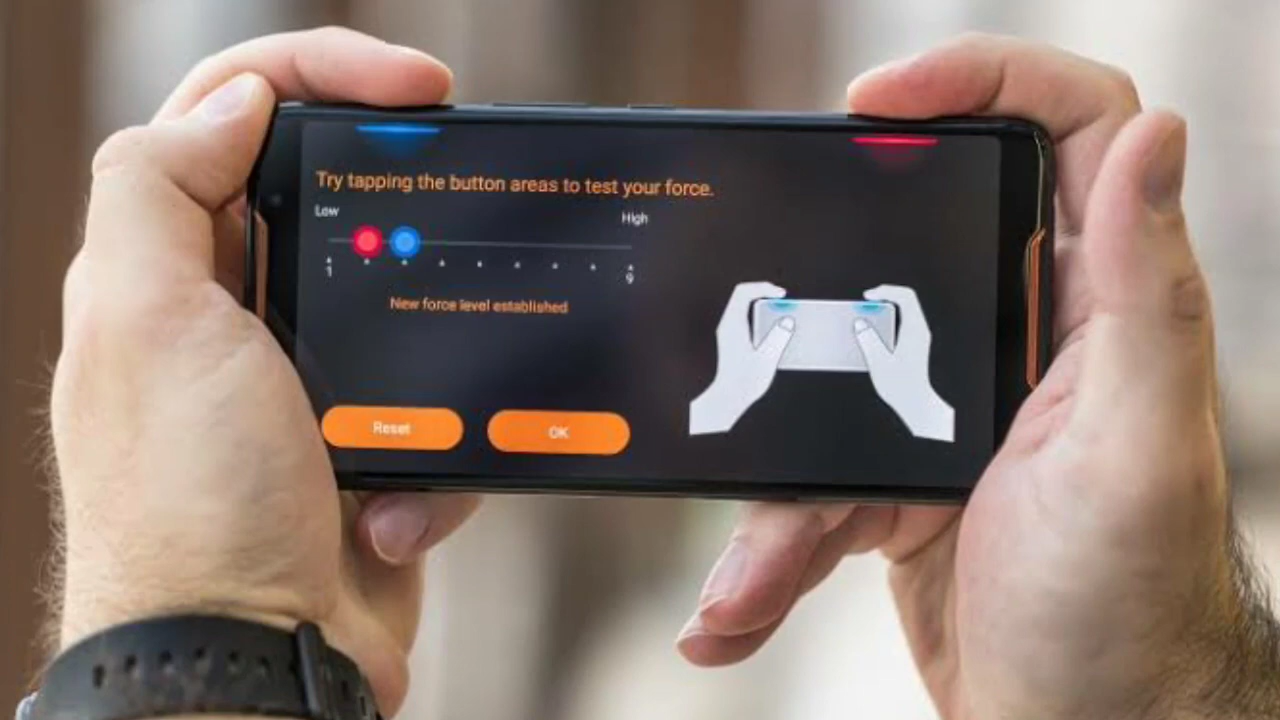 Try tapping the button areas to test your force.
Low
High
1
9
New force level established
Reset
OK